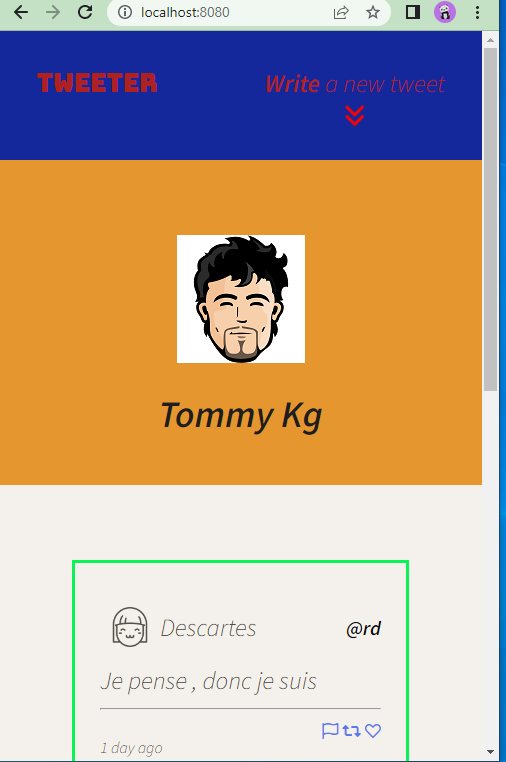 localhost:8080
TWEETER
Write a new tweet
Tommy Kg
Descartes @rd
Je pense , donc je suis
1 day ago